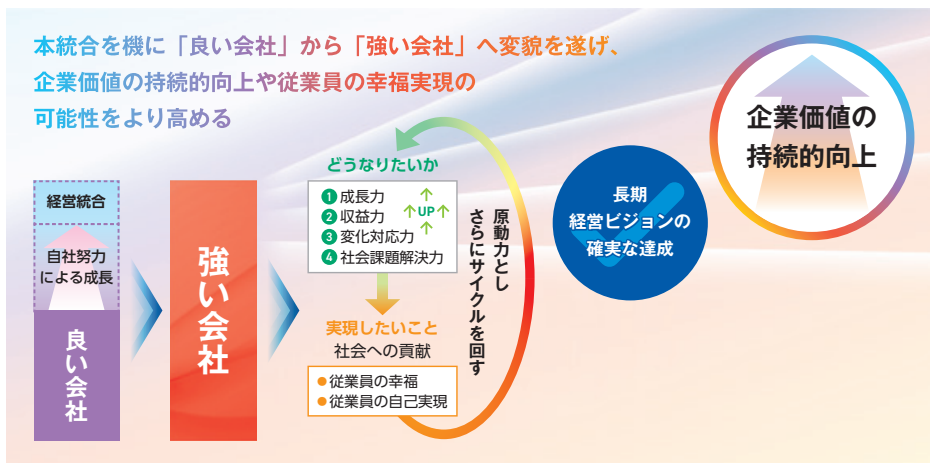 本統合を機に「良い会社」から「強い会社」へ変貌を遂げ、
企業価値の持続的向上や従業員の幸福実現の
可能性をより高める
経営統合
自社努力
による成長
良い会社
強い会社
どうなりたいか
1 成長力
2 収益力
3 変化対応力
4 社会課題解決力
UP
実現したいこと
社会への貢献
●従業員の幸福
●従業員の自己実現
原動力とし
さらにサイクルを回す
長期
経営ビジョンの
確実な達成
企業価値の
持続的向上